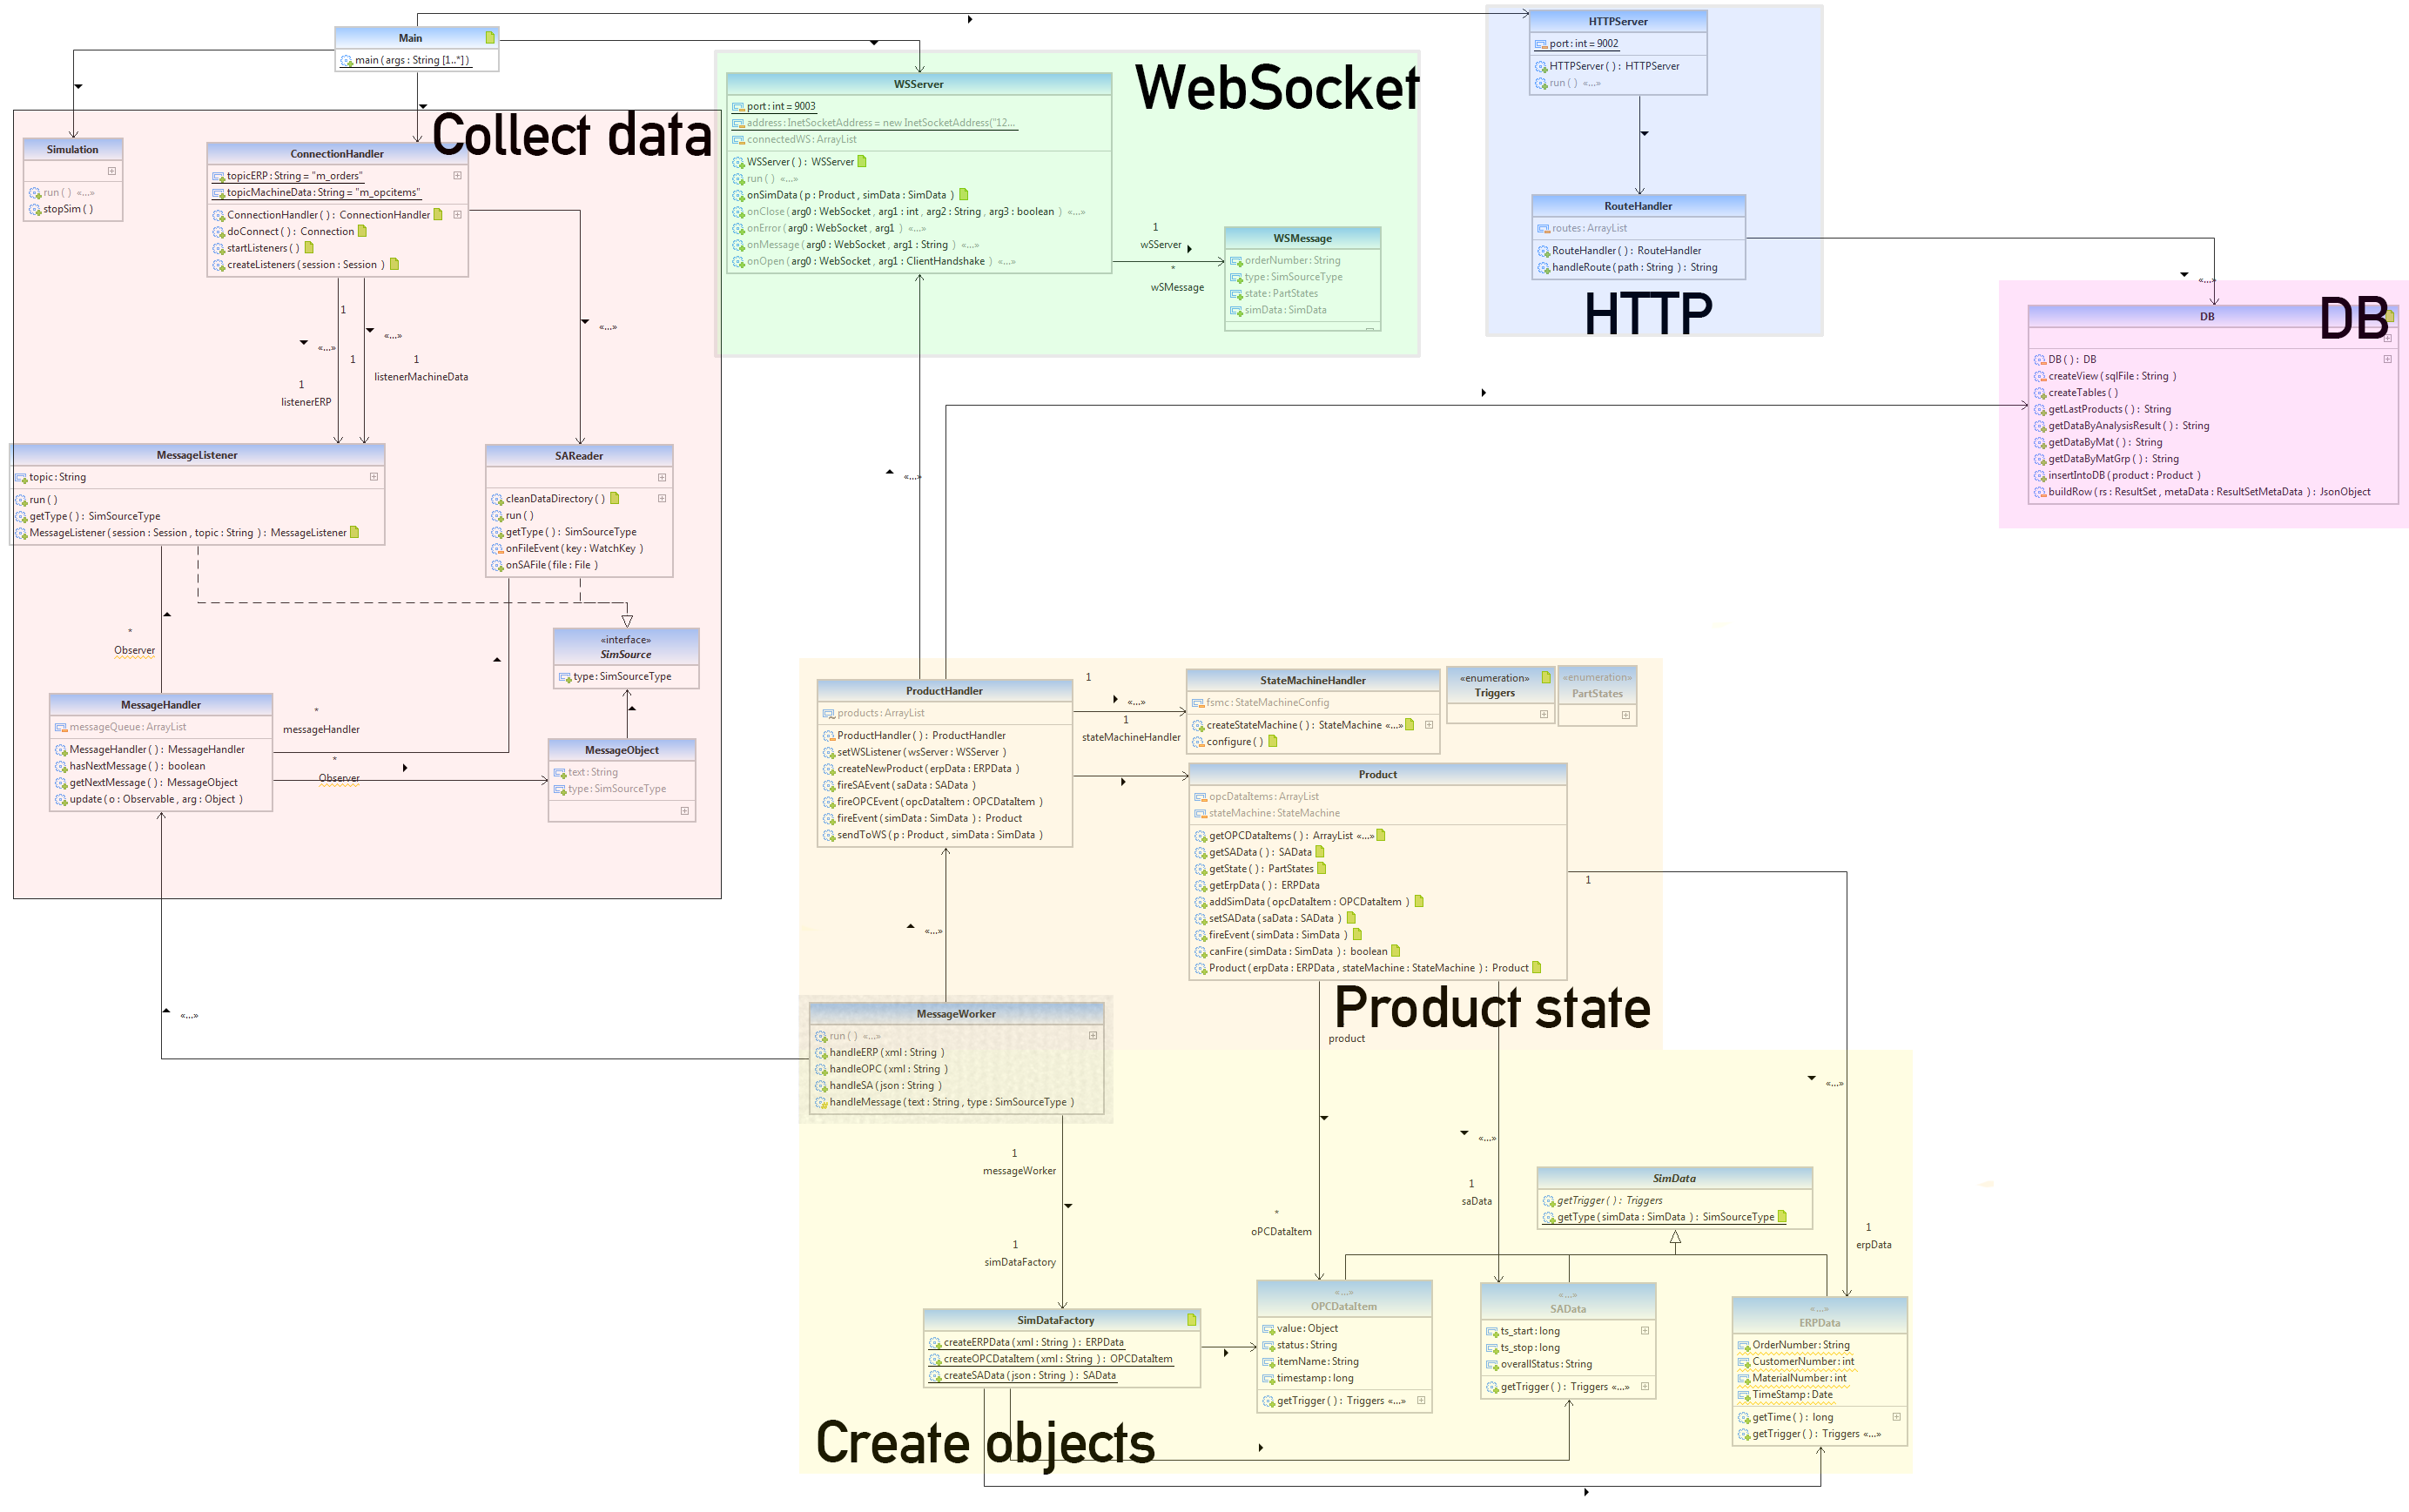 Main
main ( args : String [1..*] )
Collect data
Simulation
run ( ) «...»
stopSim ( )
ConnectionHandler
topicERP : String = "m_orders"
topicMachineData : String = "m_opcitems"
ConnectionHandler ( ) : ConnectionHandler
doConnect ( ) : Connection
startListeners ( )
createListeners ( session : Session )
1
«...»
1
listenerERP
«...»
1
1
listenerMachineData
«...»
MessageListener
topic : String
run ( )
getType ( ) : SimSourceType
MessageListener ( session : Session , topic : String ) : MessageListener
SAReader
cleanDataDirectory ( )
run ( )
getType ( ) : SimSourceType
onFileEvent ( key : WatchKey )
onSAFile ( file : File )
«interface»
SimSource
type : SimSourceType
*
Observer
MessageHandler
messageQueue : ArrayList
MessageHandler ( ) : MessageHandler
hasNextMessage ( ) : boolean
getNextMessage ( ) : MessageObject
update ( o : Observable , arg : Object )
*
messageHandler
*
Observer
MessageObject
text : String
type : SimSourceType
«...»
WebSocket
WSServer
port : int = 9003
address : InetSocketAddress = new InetSocketAddress("12...
connectedWS : ArrayList
WSServer ( ) : WSServer
run ( ) «...»
onSimData ( p : Product , simData : SimData )
onClose ( arg0 : WebSocket , arg1 : int , arg2 : String , arg3 : boolean ) «...»
onError ( arg0 : WebSocket , arg1 ) «...»
onMessage ( arg0 : WebSocket , arg1 : String ) «...»
onOpen ( arg0 : WebSocket , arg1 : ClientHandshake ) «...»
1
wSServer
*
wSMessage
WSMessage
orderNumber : String
type : SimSourceType
state : PartStates
simData : SimData
«...»
HTTPServer
port : int = 9002
HTTPServer ( ) : HTTPServer
run ( ) «...»
RouteHandler
routes : ArrayList
RouteHandler ( ) : RouteHandler
handleRoute ( path : String ) : String
HTTP
«...»
DB
DB
DB ( ) : DB
createView ( sqlFile : String )
createTables ( )
getLastProducts ( ) : String
getDataByAnalysisResult ( ) : String
getDataByMat ( ) : String
getDataByMatGrp ( ) : String
insertIntoDB ( product : Product )
buildRow ( rs : ResultSet , metaData : ResultSetMetaData ) : JsonObject
ProductHandler
products : ArrayList
ProductHandler ( ) : ProductHandler
setWSListener ( wsServer : WSServer )
createNewProduct ( erpData : ERPData )
fireSAEvent ( saData : SAData )
fireOPCEvent ( opcDataItem : OPCDataItem )
fireEvent ( simData : SimData ) : Product
sendToWS ( p : Product , simData : SimData )
1
«...»
1
stateMachineHandler
StateMachineHandler
fsmc : StateMachineConfig
createStateMachine ( ) : StateMachine «...»
configure ( )
«enumeration»
Triggers
«enumeration»
PartStates
Product
opcDataItems : ArrayList
stateMachine : StateMachine
getOPCDataItems ( ) : ArrayList «...»
getSAData ( ) : SAData
getState ( ) : PartStates
getErpData ( ) : ERPData
addSimData ( opcDataItem : OPCDataItem )
setSAData ( saData : SAData )
fireEvent ( simData : SimData )
canFire ( simData : SimData ) : boolean
Product ( erpData : ERPData , stateMachine : StateMachine ) : Product
1
«...»
Product state
product
MessageWorker
run ( ) «...»
handleERP ( xml : String )
handleOPC ( xml : String )
handleSA ( json : String )
handleMessage ( text : String , type : SimSourceType )
«...»
«...»
1
messageWorker
1
simDataFactory
*
oPCDataItem
1
saData
1
erpData
SimData
getTrigger ( ) : Triggers
getType ( simData : SimData ) : SimSourceType
SimDataFactory
createERPData ( xml : String ) : ERPData
createOPCDataItem ( xml : String ) : OPCDataItem
createSAData ( json : String ) : SAData
«...»
OPCDataItem
value : Object
status : String
itemName : String
timestamp : long
getTrigger ( ) : Triggers «...»
«...»
SAData
ts_start : long
ts_stop : long
overallStatus : String
getTrigger ( ) : Triggers «...»
«...»
ERPData
OrderNumber : String
CustomerNumber : int
MaterialNumber : int
TimeStamp : Date
getTime ( ) : long
getTrigger ( ) : Triggers «...»
Create objects